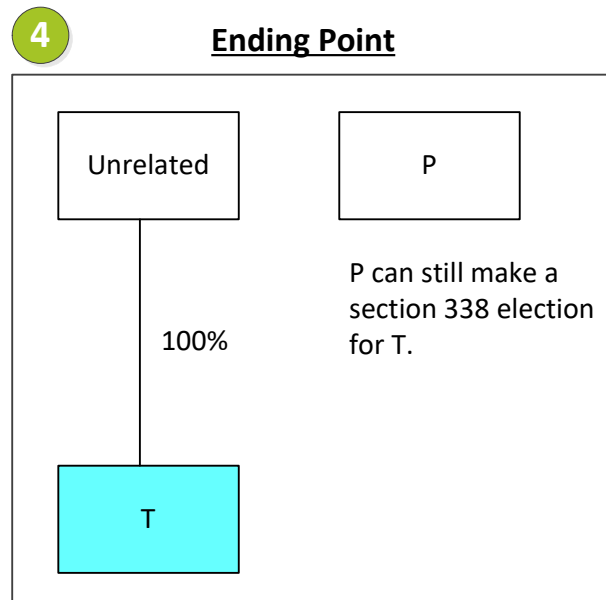 4
Ending Point
Unrelated
P
P can still make a
section 338 election
for T.
100%
T